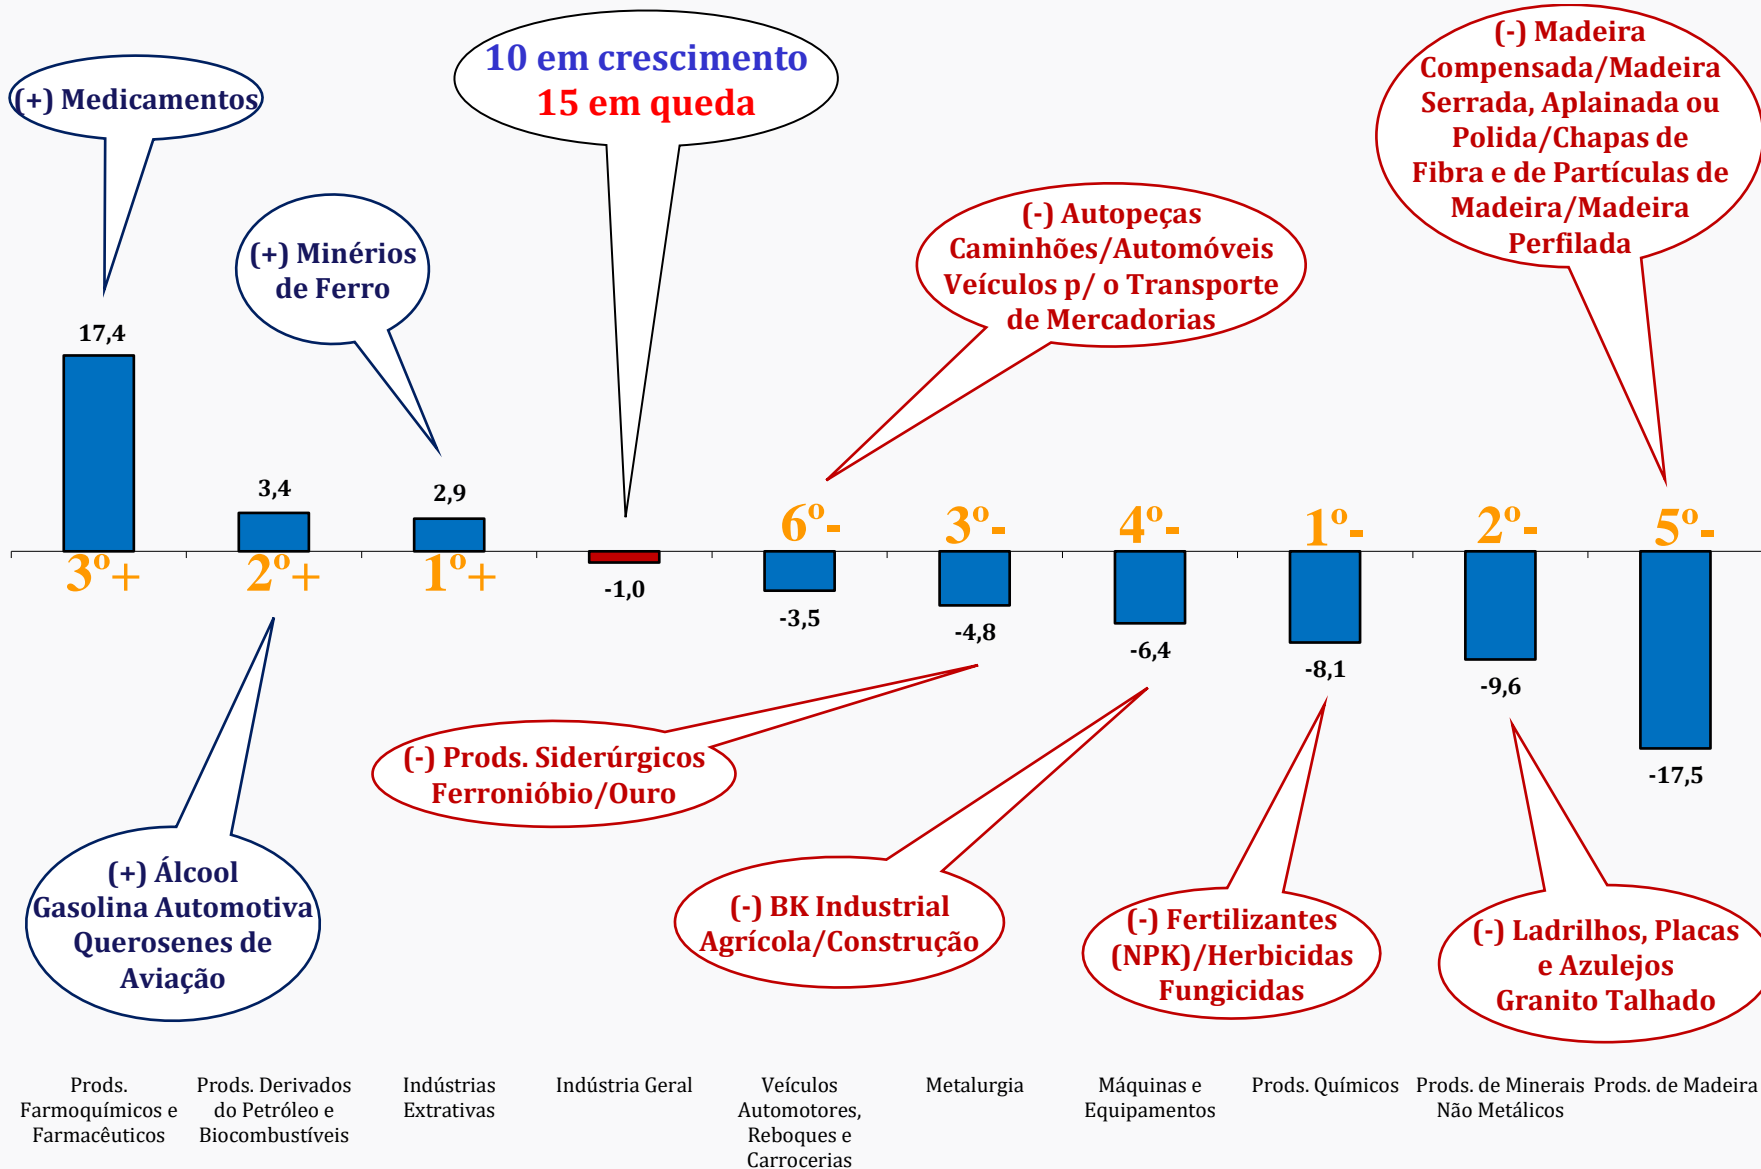 (+) Medicamentos
10 em crescimento
15 em queda
(-) Madeira
Compensada/Madeira
Serrada, Aplainada ou
Polida/Chapas de
Fibra e de Partículas de
Madeira/Madeira
Perfilada
(+) Minérios
de Ferro
(-) Autopeças
Caminhões/Automóveis
Veículos p/ o Transporte
de Mercadorias
17,4
3,4
2,9
-1,0
-3,5
-4,8
-6,4
-8,1
-9,6
-17,5
3º+
2º+
1º+
6º-
3º-
4º-
1º-
2º-
5º-
(-) Prods. Siderúrgicos
Ferronióbio/Ouro
(+) Álcool
Gasolina Automotiva
Querosenes de
Aviação
(-) BK Industrial
Agrícola/Construção
(-) Fertilizantes
(NPK)/Herbicidas
Fungicidas
(-) Ladrilhos, Placas
e Azulejos
Granito Talhado
Prods.
Farmoquímicos e
Farmacêuticos
Prods. Derivados
do Petróleo e
Biocombustíveis
Indústrias
Extrativas
Indústria Geral
Veículos
Automotores,
Reboques e
Carrocerias
Metalurgia
Máquinas e
Equipamentos
Prods. Químicos
Prods. de Minerais
Não Metálicos
Prods. de Madeira